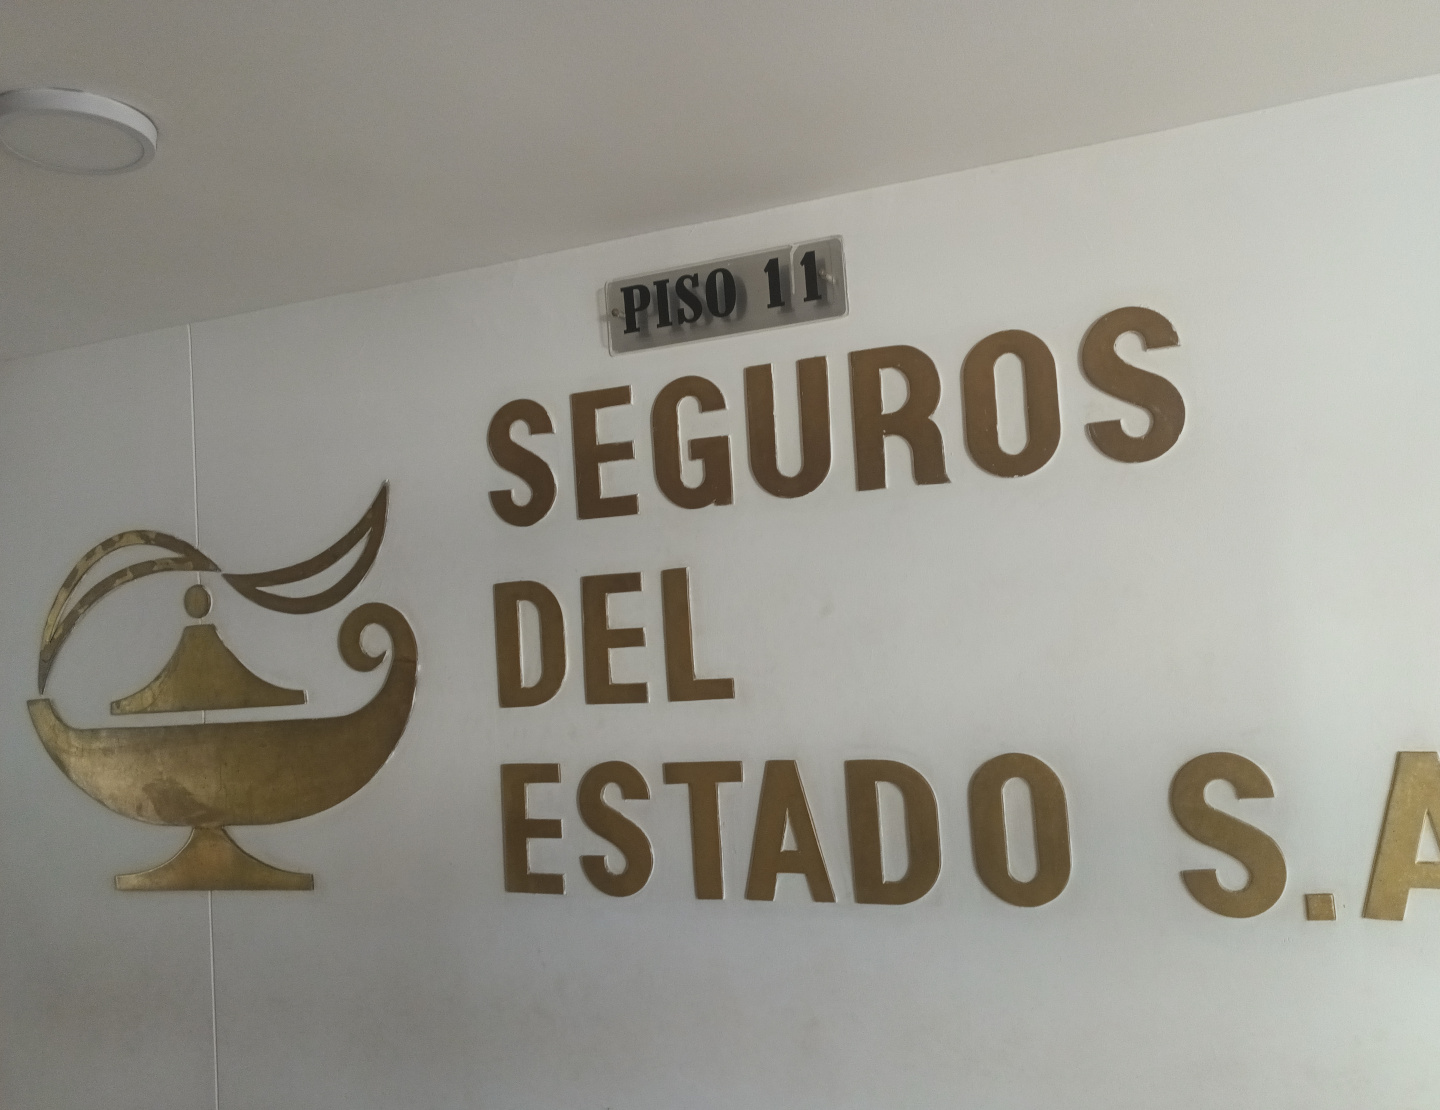 PISO 11
SEGUROS
DEL
ESTADO S.A